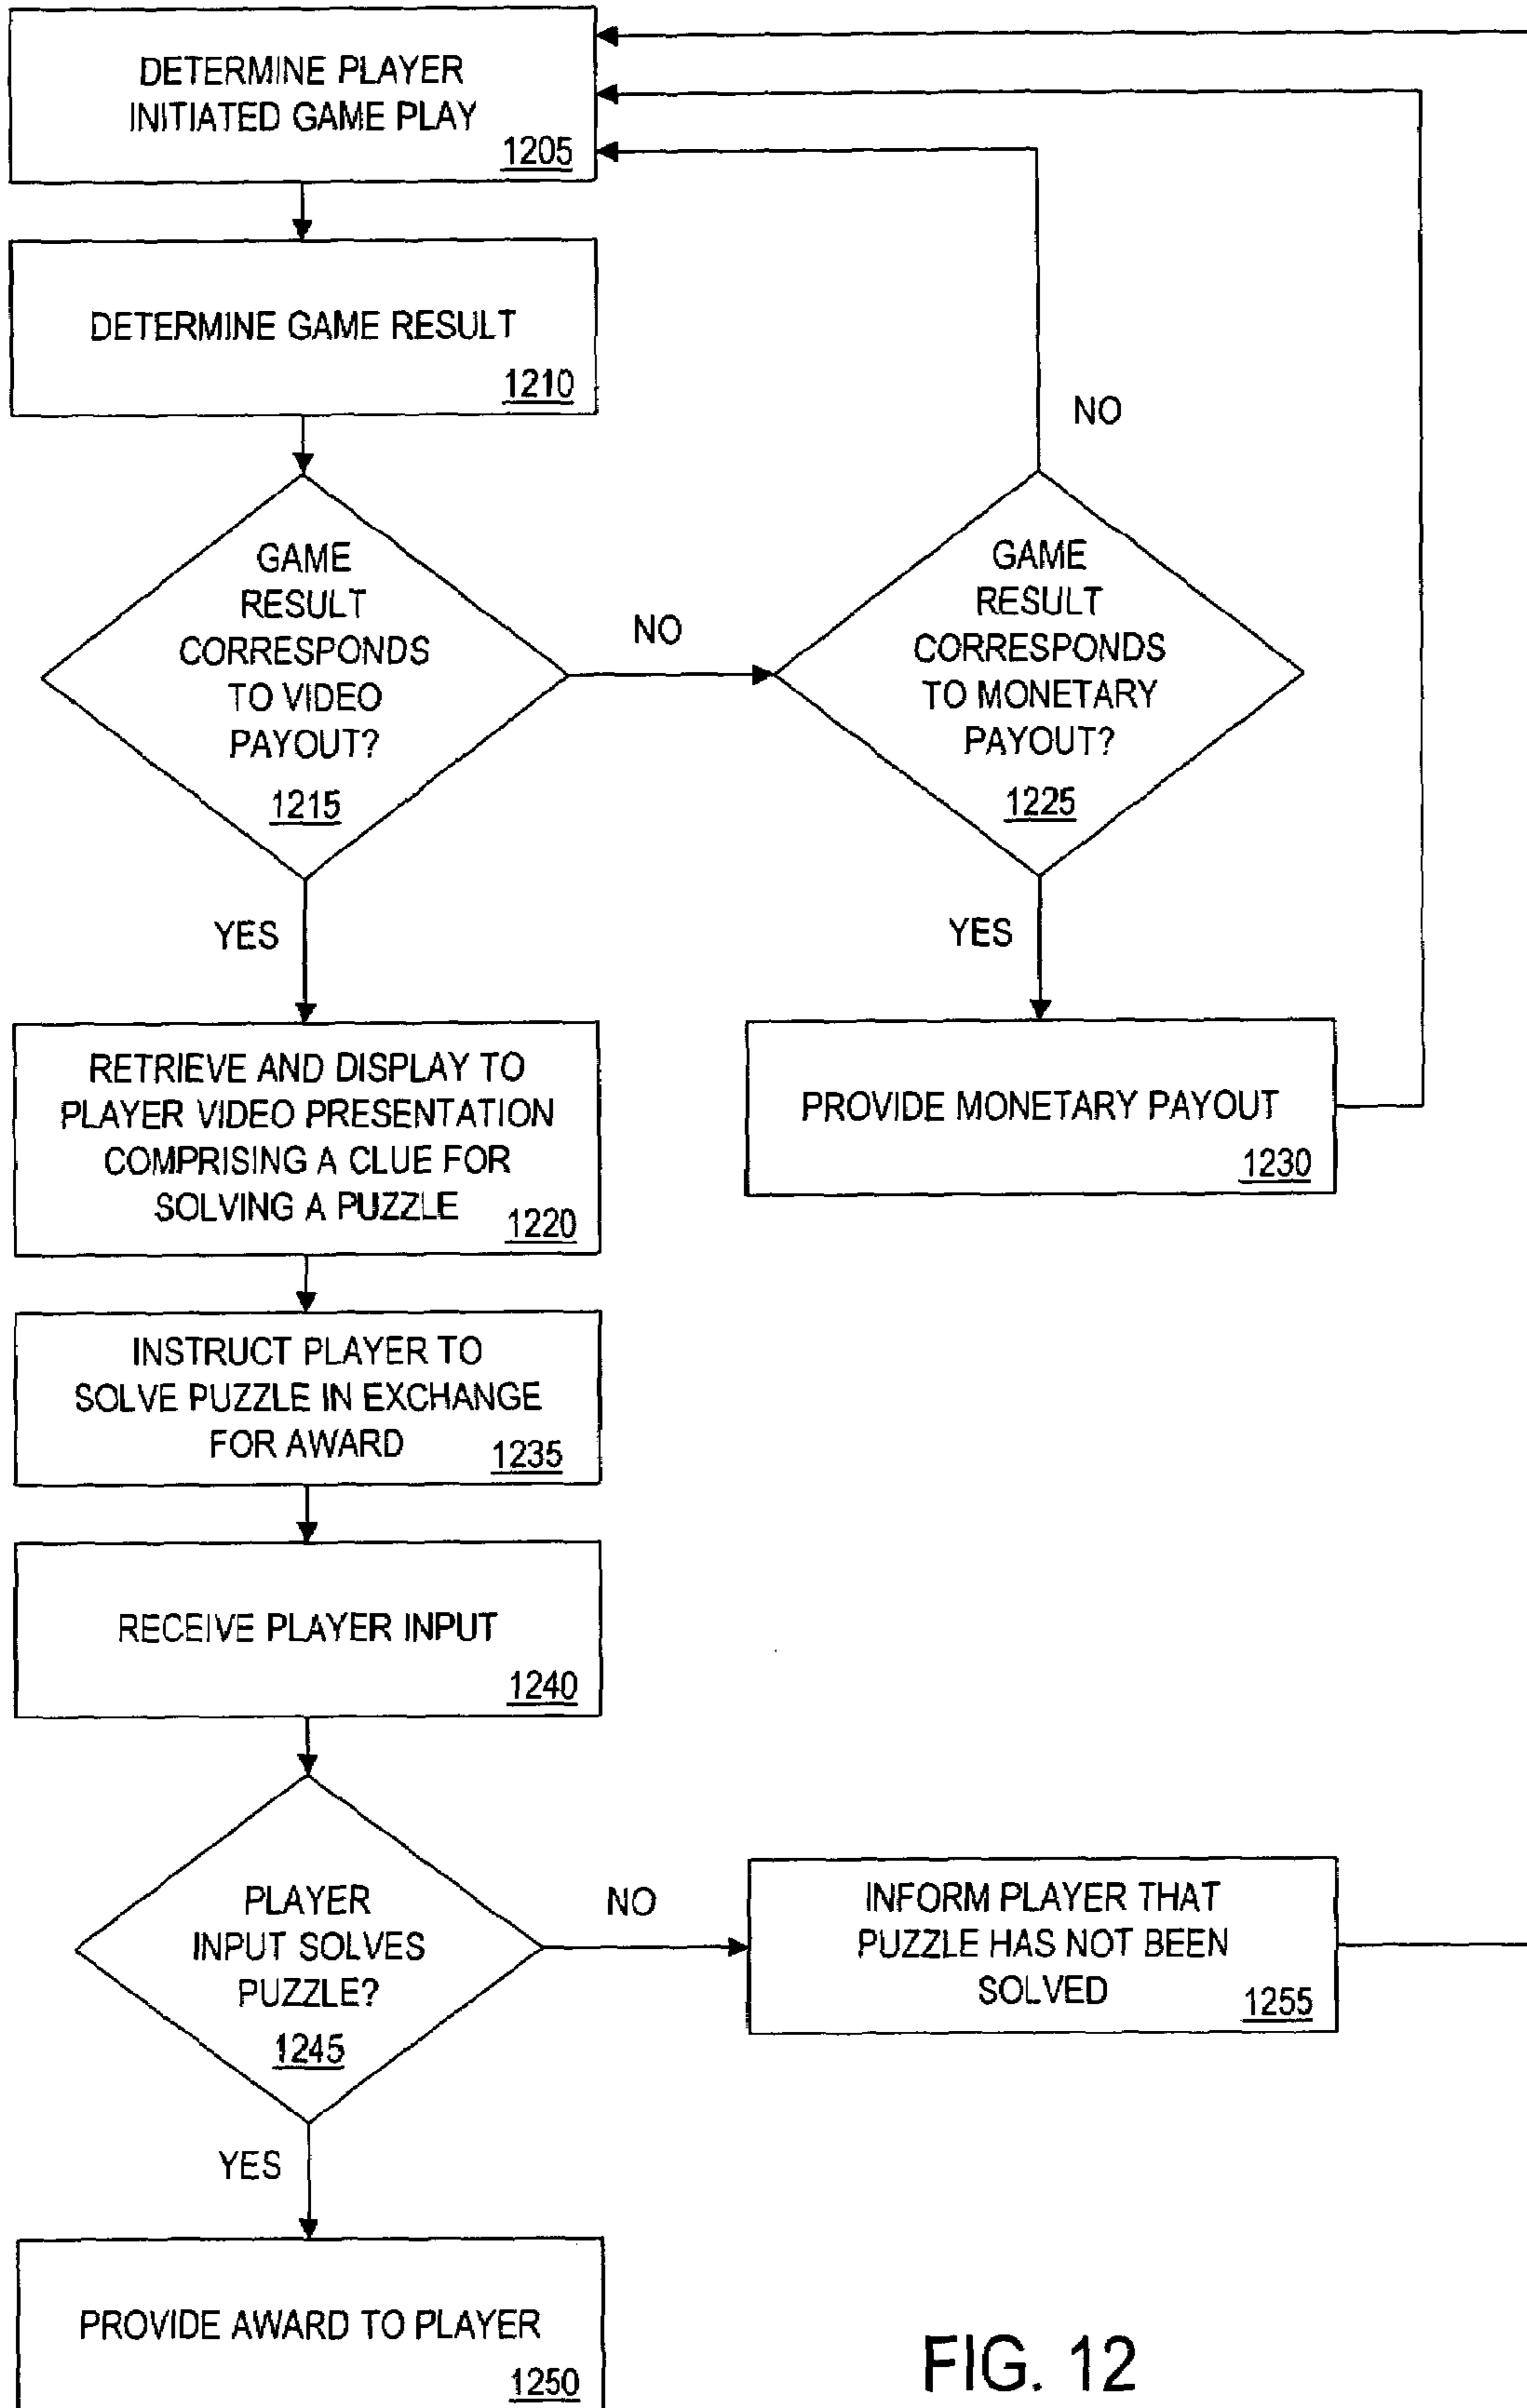 DETERMINE PLAYER
INITIATED GAME PLAY
1205
DETERMINE GAME RESULT
1210
GAME
RESULT
CORRESPONDS
TO VIDEO
PAYOUT?
1215
NO
GAME
RESULT
CORRESPONDS
TO MONETARY
PAYOUT?
1225
NO
YES
YES
RETRIEVE AND DISPLAY TO
PLAYER VIDEO PRESENTATION
COMPRISING A CLUE FOR
SOLVING A PUZZLE
1220
PROVIDE MONETARY PAYOUT
1230
INSTRUCT PLAYER TO
SOLVE PUZZLE IN EXCHANGE
FOR AWARD
1235
RECEIVE PLAYER INPUT
1240
PLAYER
INPUT SOLVES
PUZZLE?
1245
NO
INFORM PLAYER THAT
PUZZLE HAS NOT BEEN
SOLVED
1255
YES
PROVIDE AWARD TO PLAYER
1250
FIG. 12